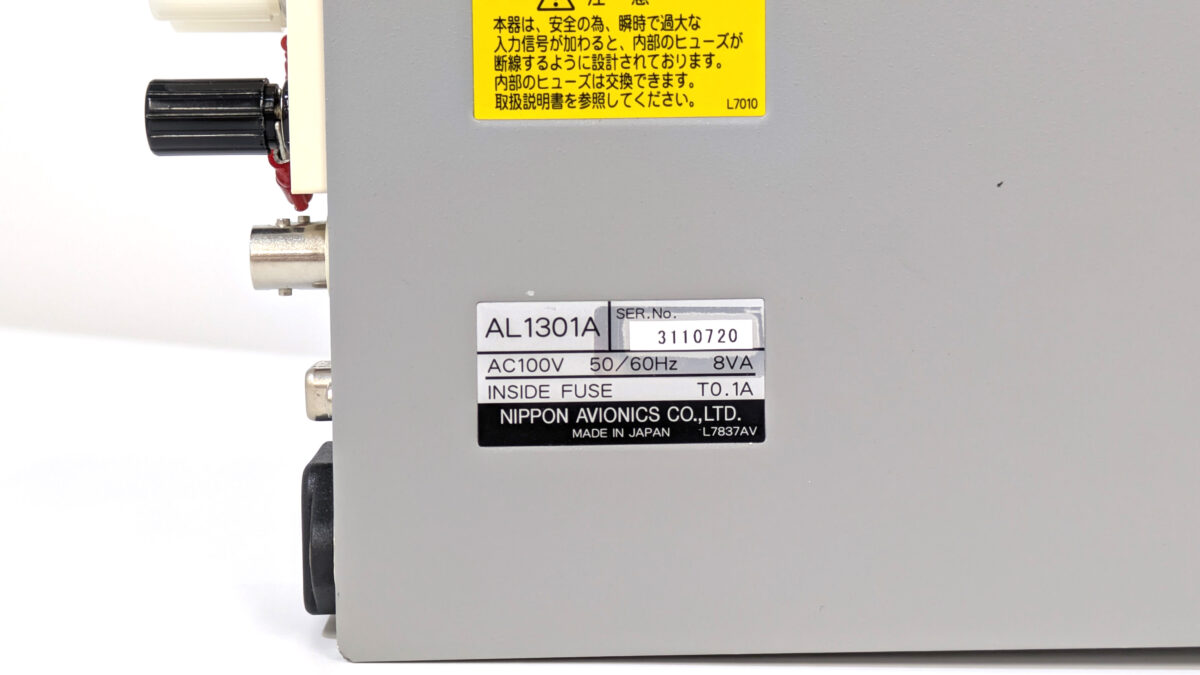 注 意
本器は、安全の為、瞬時で過大な
入力信号が加わると、内部のヒューズが
断線するように設計されております。
内部のヒューズは交換できます。
取扱説明書を参照してください。
L7010
AL1301A
SER.No.
3110720
AC100V 50/60Hz 8VA
INSIDE FUSE T0.1A
NIPPON AVIONICS CO.,LTD.
MADE IN JAPAN L7837AV